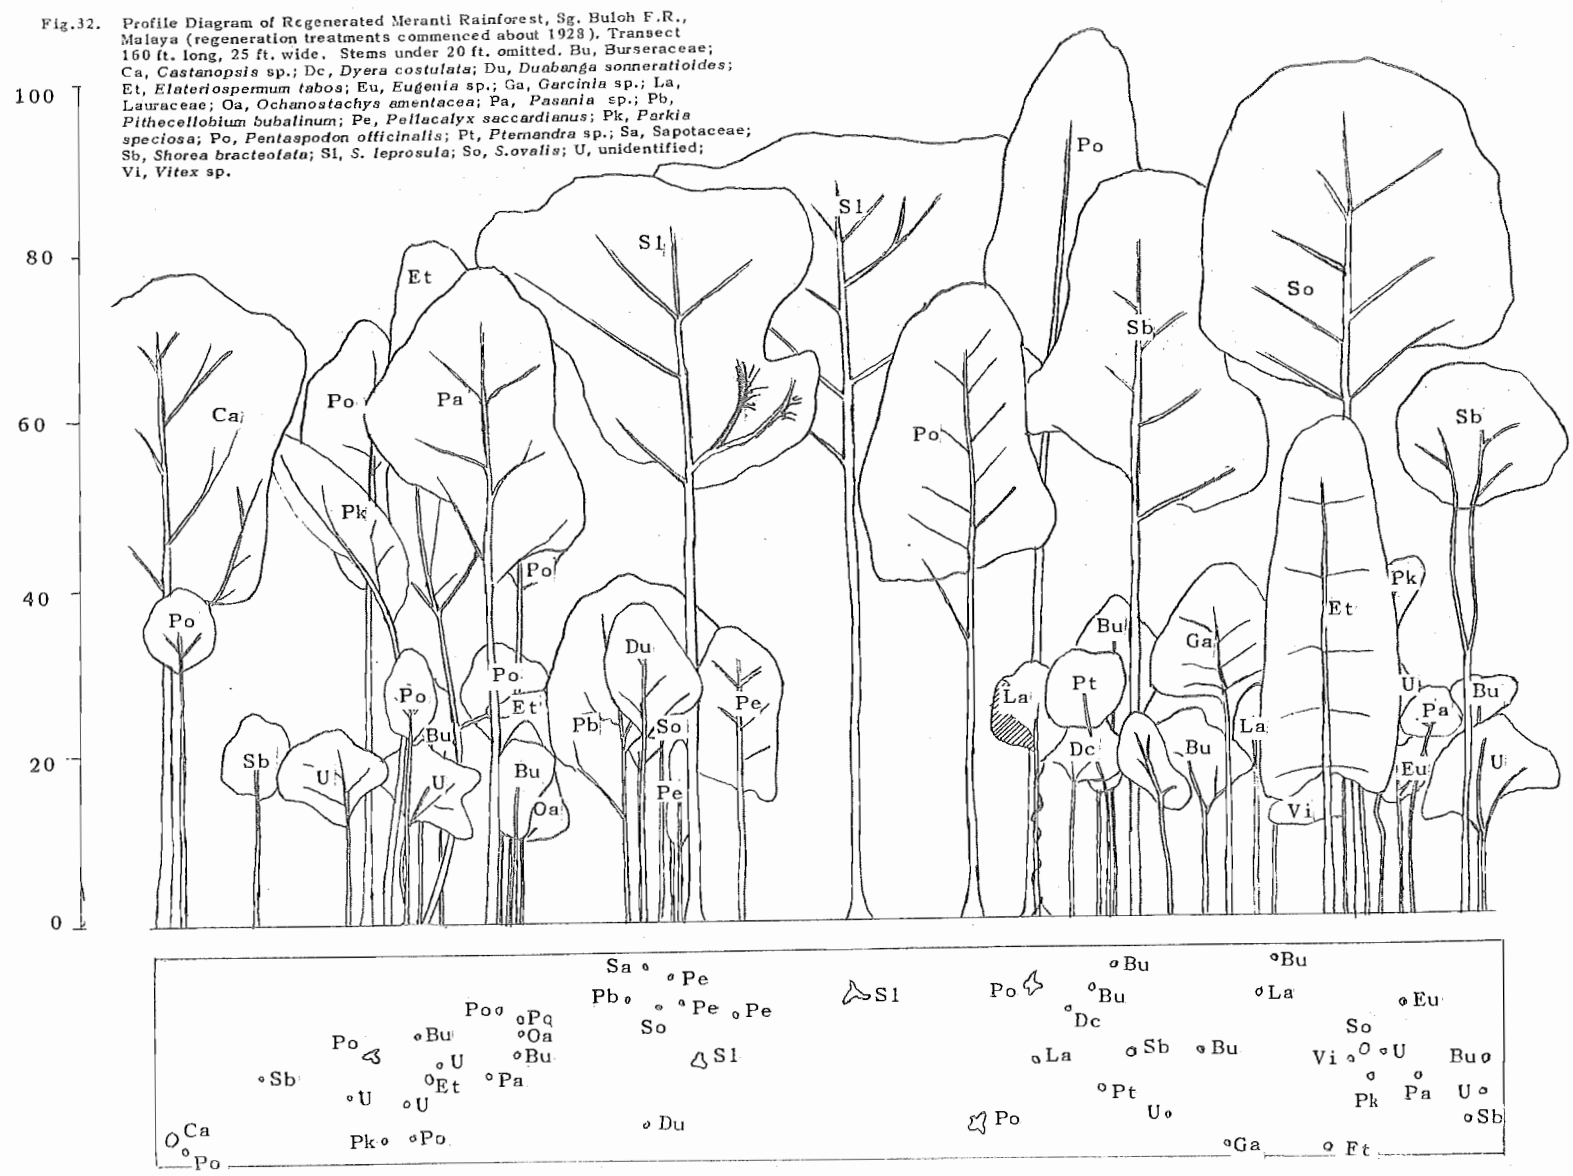 Fig.32. Profile Diagram of Regenerated Meranti Rainforest, Sg. Buloh F.R.,
Malaya (regeneration treatments commenced about 1928). Transect
160 ft. long, 25 ft. wide. Stems under 20 ft. omitted. Bu, Burseraceae;
Ca, Castanopsis sp.; Dc, Dyera costulata; Du, Duabanga sonneratioides;
Et, Elateriospermum tabos; Eu, Eugenia sp.; Ga, Garcinia sp.; La,
Lauraceae; Oa, Ochanostachys amentacea; Pa, Pasania sp.; Pb,
Pithecellobium bubalinum; Pe, Pellacalyx saccardianus; Pk, Parkia
speciosa; Po, Pentaspodon officinalis; Pt, Ptemandra sp.; Sa, Sapotaceae;
Sb, Shorea bracteolata; Sl, S. leprosula; So, S.ovalis; U, unidentified;
Vi, Vitex sp.
100
Po
Sl
Sl
80
Et
So
Sb
Po
Pa
Ca
60
Sb
Po
Pk
Po
Pk
40
Et
Po
Bu
Ga
Du
Po
Pt
U
Po
La
Bu
Et
Pe
Pa
Pb
So
La
Bu
Dc
Bu
20
Sb
U
U
Bu
Eu
U
Pe
Oa
Vi
0
Sa
Bu
Bu
Pe
Pb
Sl
Po
Bu
La
Eu
Po
Pq
Pe
Pe
Dc
So
So
Po
Bu
Oa
U
Bu
Sl
La
Sb
Bu
Vi
U
Bu
Sb
Et
Pa
Pt
Pa
U
U
U
Pk
U
Sb
Ca
Pk
Po
Du
Po
Ga
Et
Po